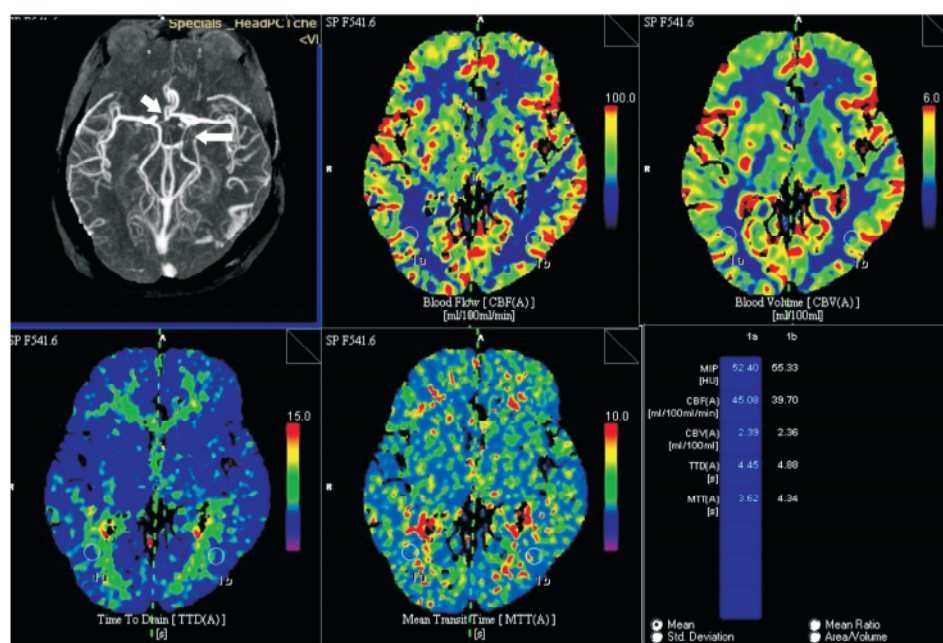 Specials _HeadPCTche
<VI
A
SP F541.6
A
R
100.0
1a
1b
Blood Flow [ CBF(A) ]
[ml/100ml/min]
SP F541.6
A
R
6.0
1a
1b
Blood Volume [ CBV(A) ]
[ml/100ml]
SP F541.6
A
R
15.0
1a
1b
Time To Drain [ TTD(A) ]
[s]
SP F541.6
A
R
10.0
1a
1b
Mean Transit Time [ MTT(A) ]
[s]
1a 1b
MIP 52.40 55.33
[HU]
CBF(A) 45.08 39.70
[ml/100ml/min]
CBV(A) 2.39 2.36
[ml/100ml]
TTD(A) 4.45 4.88
[s]
MTT(A) 3.62 4.34
[s]
Mean Mean Ratio
Std. Deviation Area/Volume